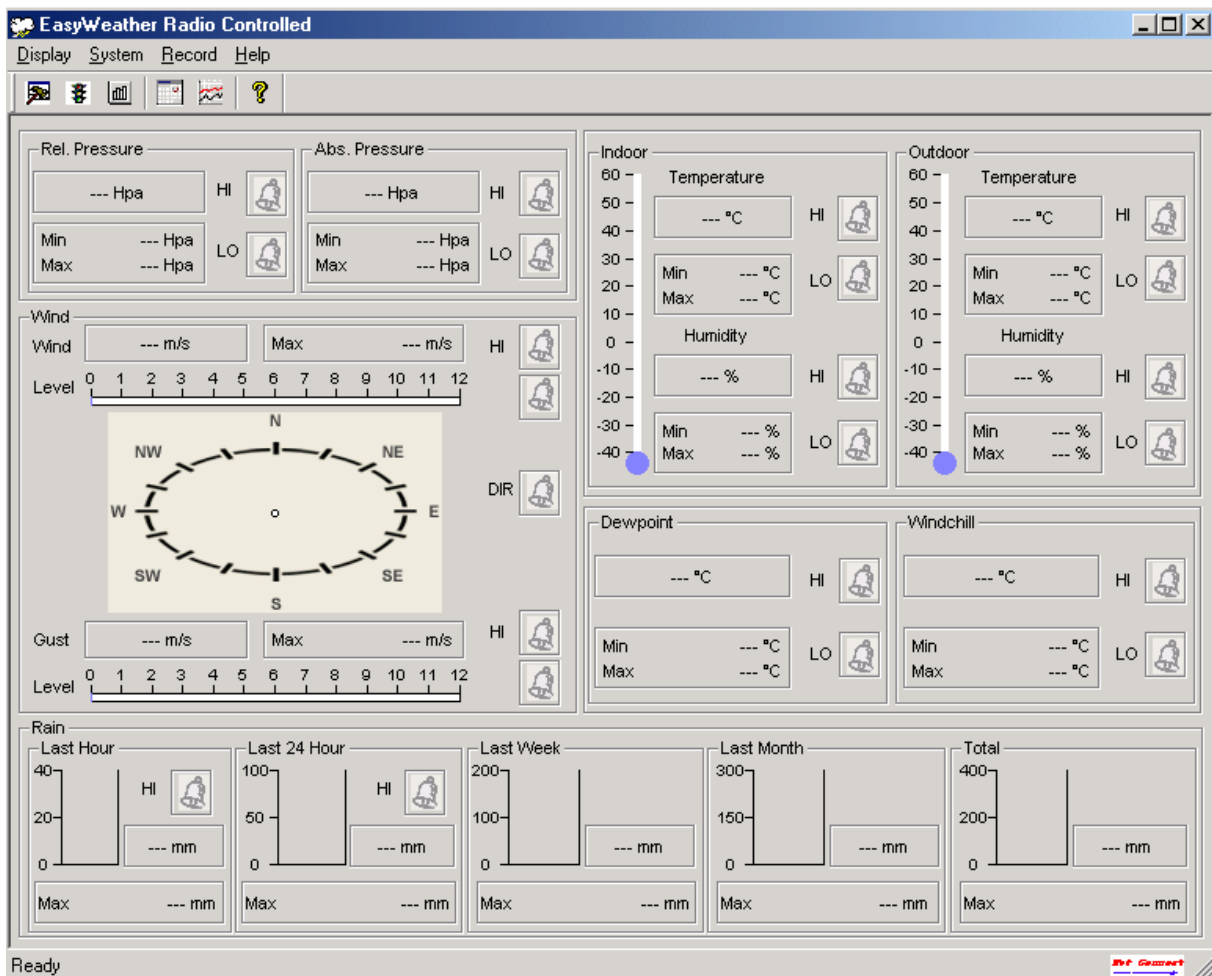 EasyWeather Radio Controlled
Display System Record Help
Rel. Pressure
--- Hpa
HI
Min --- Hpa
Max --- Hpa
LO
Abs. Pressure
--- Hpa
HI
Min --- Hpa
Max --- Hpa
LO
Wind
Wind --- m/s Max --- m/s HI
Level 0 1 2 3 4 5 6 7 8 9 10 11 12
N
NW NE
W E
SW SE
S
DIR
Gust --- m/s Max --- m/s HI
Level 0 1 2 3 4 5 6 7 8 9 10 11 12
Indoor
60
50
40
30
20
10
0
-10
-20
-30
-40
Temperature
--- °C
HI
Min --- °C
Max --- °C
LO
Humidity
--- %
HI
Min --- %
Max --- %
LO
Outdoor
60
50
40
30
20
10
0
-10
-20
-30
-40
Temperature
--- °C
HI
Min --- °C
Max --- °C
LO
Humidity
--- %
HI
Min --- %
Max --- %
LO
Dewpoint
--- °C
HI
Min --- °C
Max --- °C
LO
Windchill
--- °C
HI
Min --- °C
Max --- °C
LO
Rain
Last Hour
40
20
0
HI
--- mm
Max --- mm
Last 24 Hour
100
50
0
HI
--- mm
Max --- mm
Last Week
200
100
0
--- mm
Max --- mm
Last Month
300
150
0
--- mm
Max --- mm
Total
400
200
0
--- mm
Max --- mm
Ready